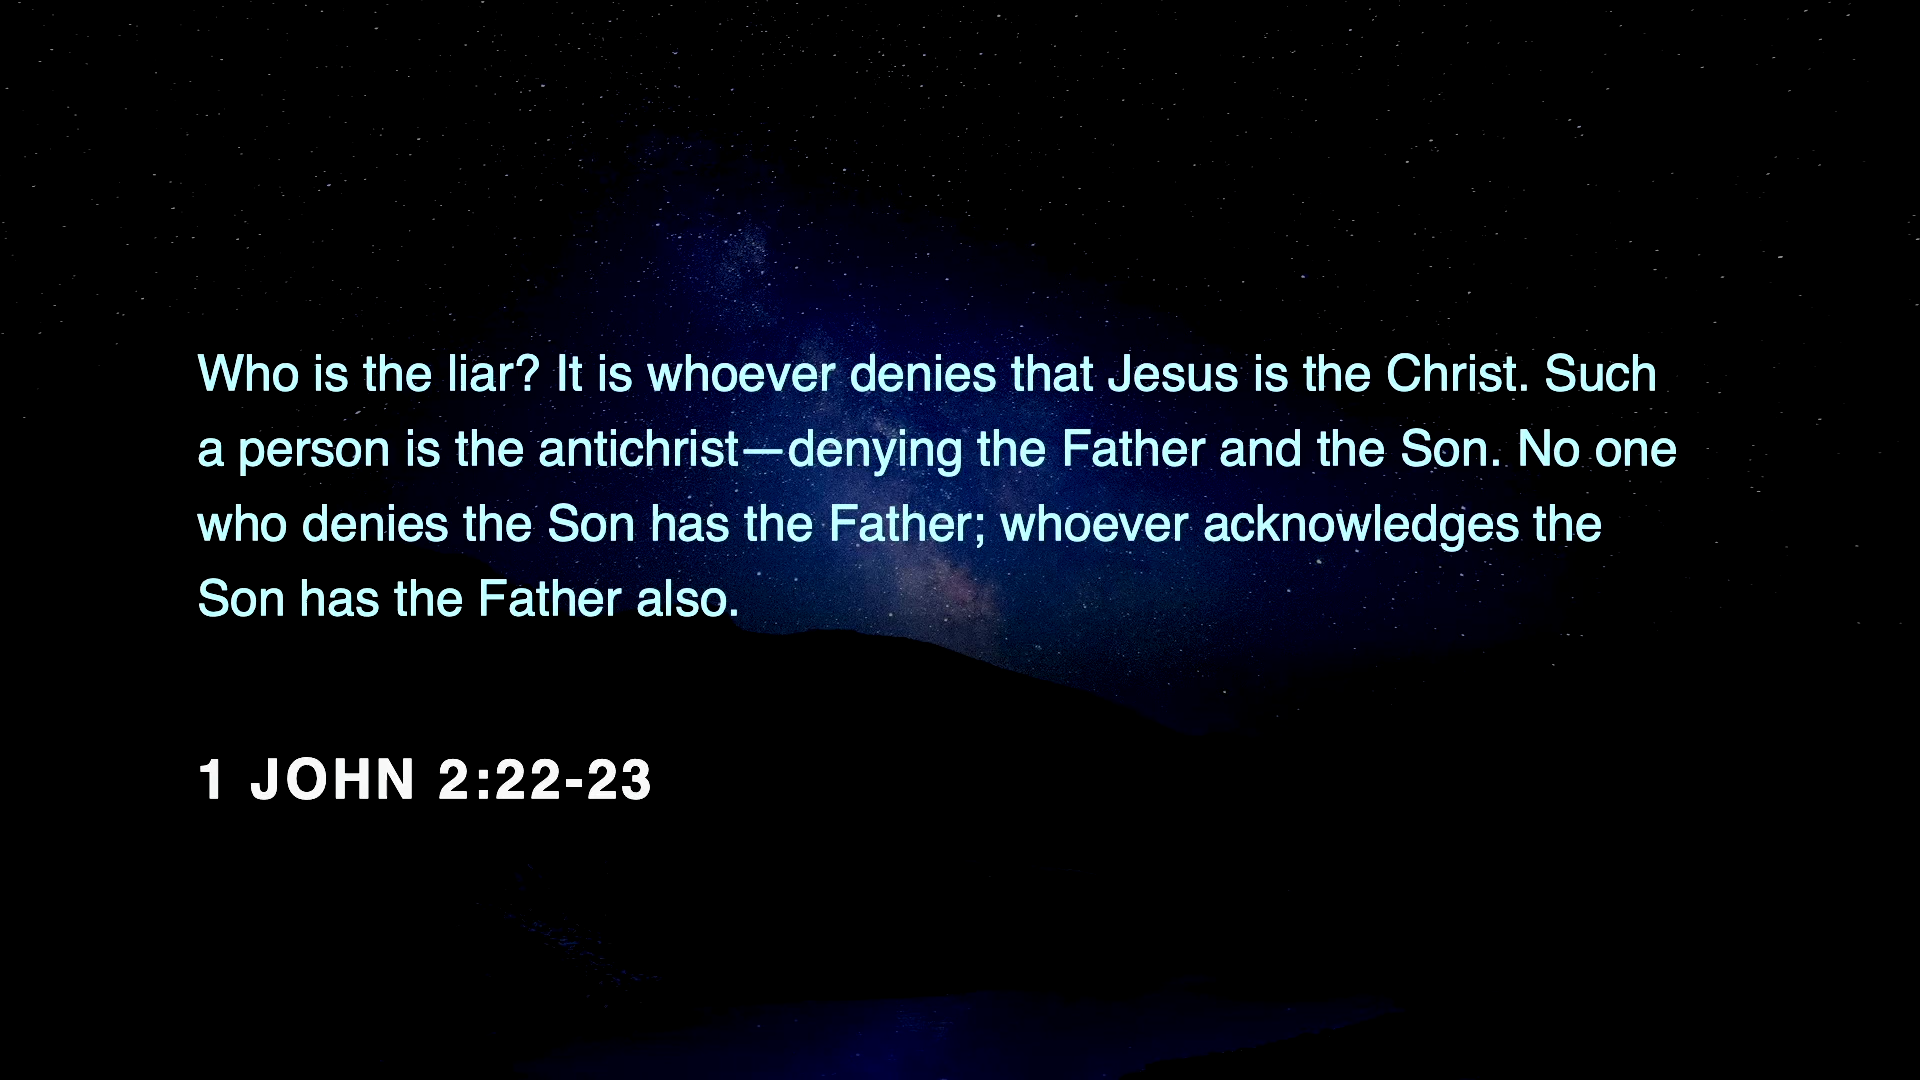 Who is the liar? It is whoever denies that Jesus is the Christ. Such
a person is the antichrist—denying the Father and the Son. No one
who denies the Son has the Father; whoever acknowledges the
Son has the Father also.
1 JOHN 2:22-23